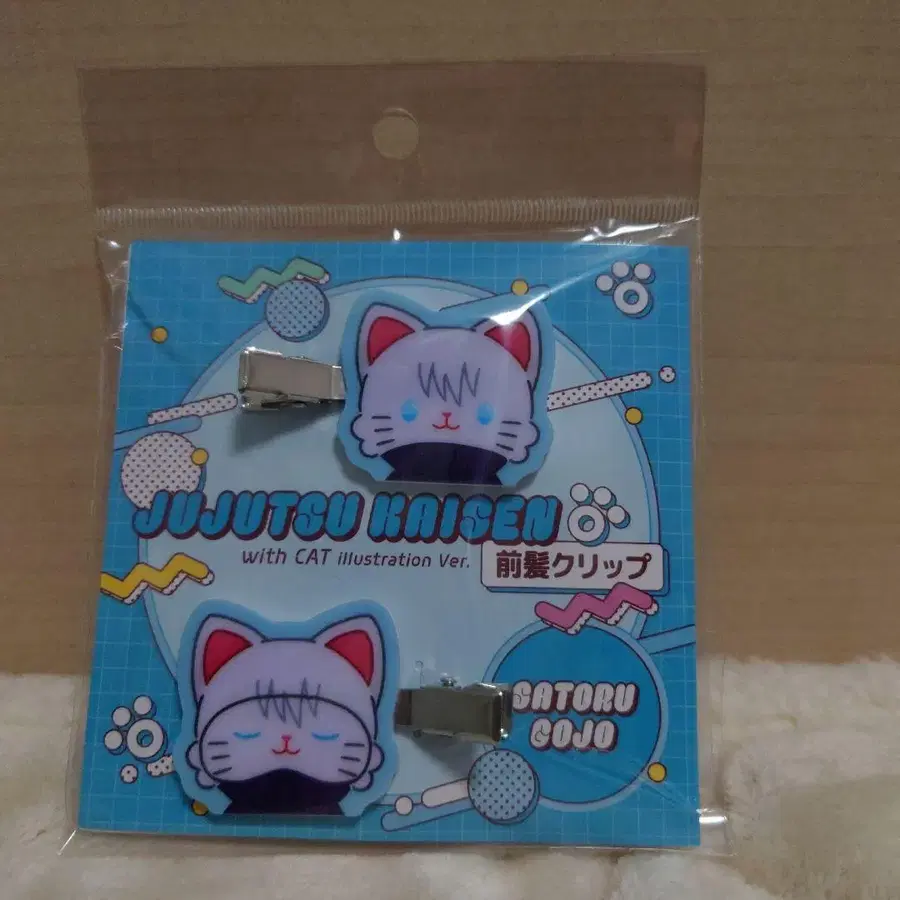 JUJUTSU KAISEN
with CAT illustration Ver.
前髪クリップ
SATORU
GOJO